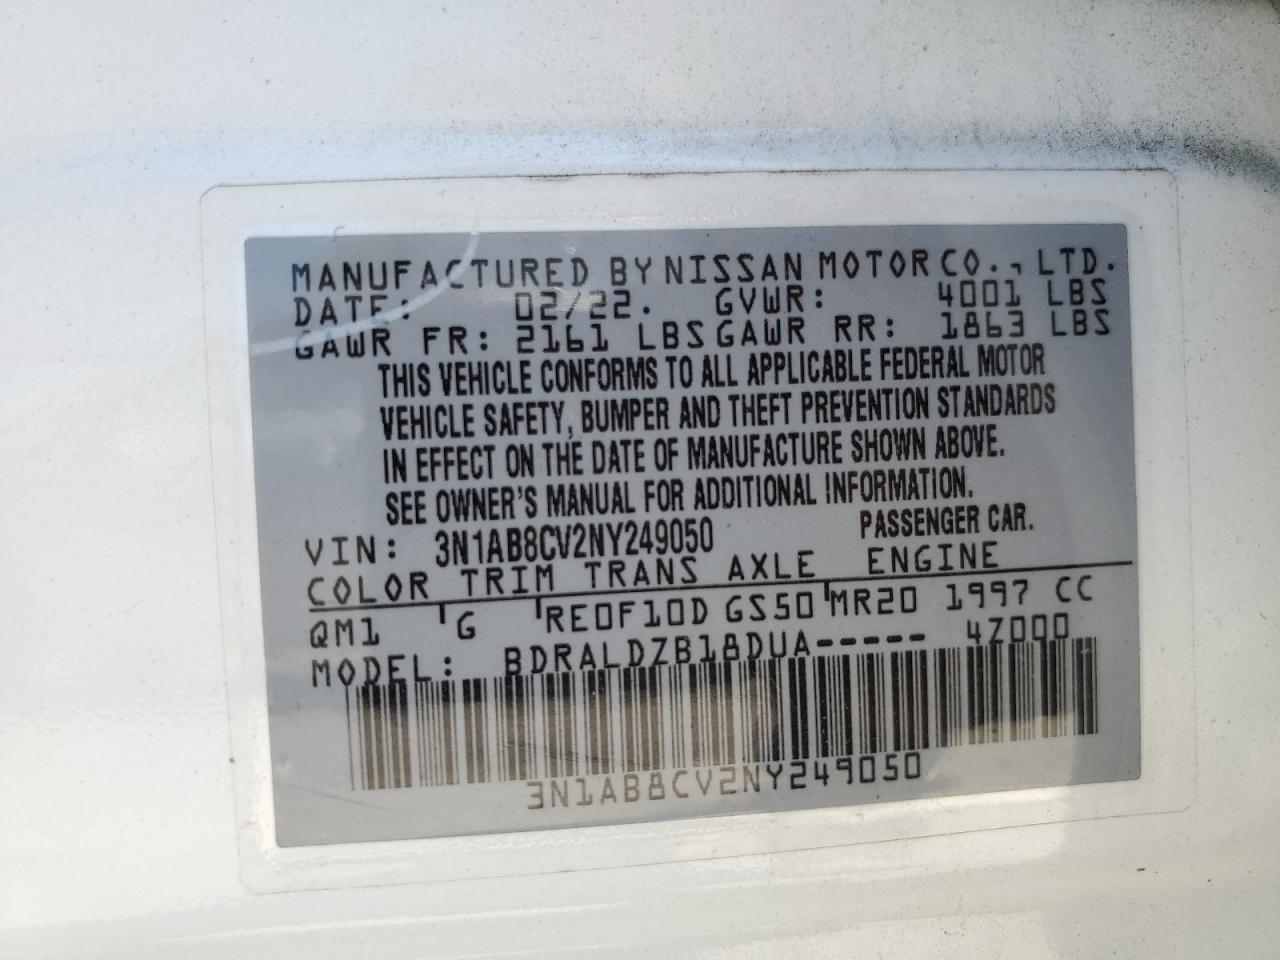 MANUFACTURED BY NISSAN MOTOR CO., LTD.
DATE: 02/22. GVWR: 4001 LBS
GAWR FR: 2161 LBS GAWR RR: 1863 LBS
THIS VEHICLE CONFORMS TO ALL APPLICABLE FEDERAL MOTOR
VEHICLE SAFETY, BUMPER AND THEFT PREVENTION STANDARDS
IN EFFECT ON THE DATE OF MANUFACTURE SHOWN ABOVE.
SEE OWNER'S MANUAL FOR ADDITIONAL INFORMATION.
VIN: 3N1AB8CV2NY249050 PASSENGER CAR.
COLOR TRIM TRANS AXLE ENGINE
QM1 G RE0F10D GS50 MR20 1997 CC
MODEL: BDRALDZB18DUA----- 4Z000
3N1AB8CV2NY249050